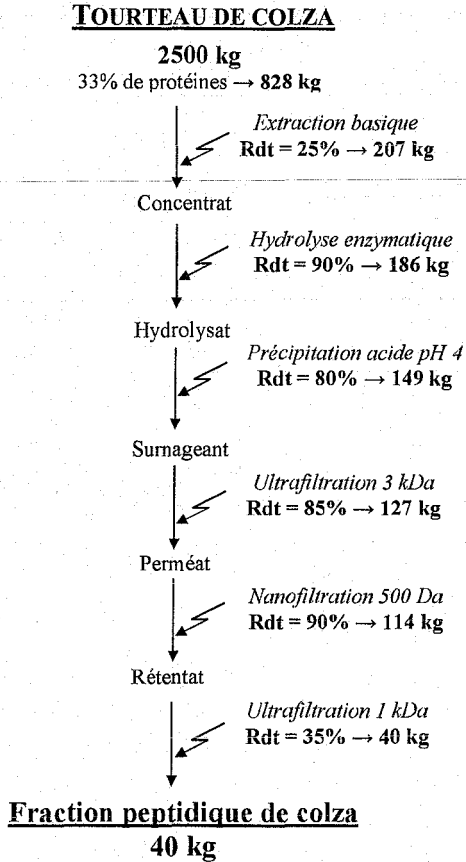 TOURTEAU DE COLZA
2500 kg
33% de protéines → 828 kg
Extraction basique
Rdt = 25% → 207 kg
Concentrat
Hydrolyse enzymatique
Rdt = 90% → 186 kg
Hydrolysat
Précipitation acide pH 4
Rdt = 80% → 149 kg
Surnageant
Ultrafiltration 3 kDa
Rdt = 85% → 127 kg
Perméat
Nanofiltration 500 Da
Rdt = 90% → 114 kg
Rétentat
Ultrafiltration 1 kDa
Rdt = 35% → 40 kg
Fraction peptidique de colza
40 kg